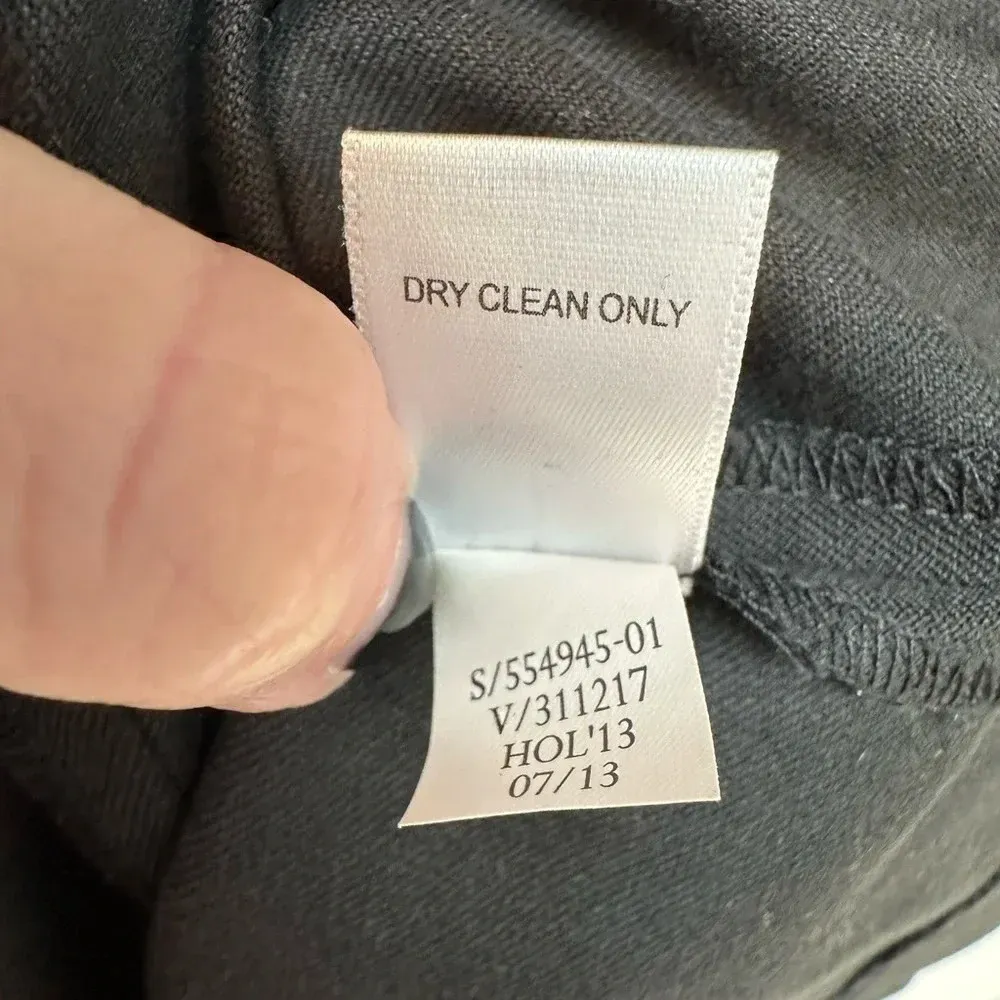 DRY CLEAN ONLY
S/554945-01
V/311217
HOL'13
07/13